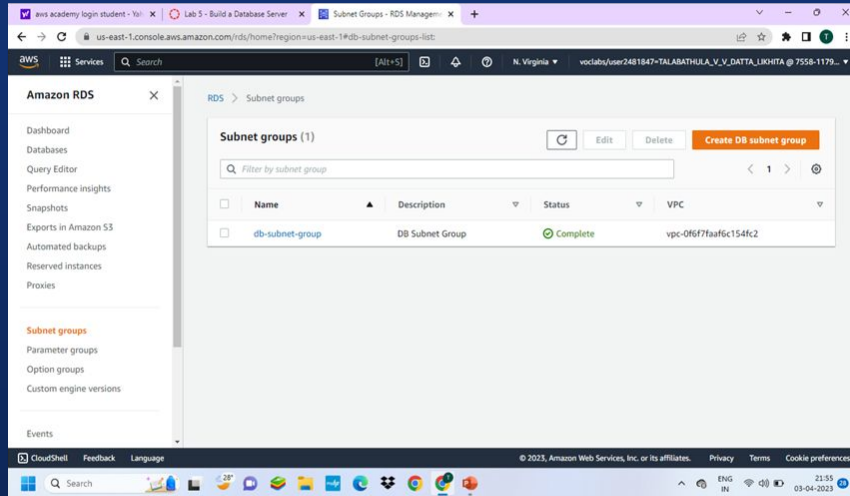 aws academy login student - Yah
Lab 5 - Build a Database Server
Subnet Groups - RDS Managem
us-east-1.console.aws.amazon.com/rds/home?region=us-east-1#db-subnet-groups-list:
aws Services Search [Alt+S] N. Virginia voclabs/user2481847=TALABATHULA_V_V_DATTA_LIKHITA @ 7558-1179...
Amazon RDS
RDS > Subnet groups
Dashboard
Databases
Query Editor
Performance insights
Snapshots
Exports in Amazon S3
Automated backups
Reserved instances
Proxies
Subnet groups
Parameter groups
Option groups
Custom engine versions
Events
Subnet groups (1)
Edit Delete Create DB subnet group
Filter by subnet group
1
Name Description Status VPC
db-subnet-group DB Subnet Group Complete vpc-0f6f7faaf6c154fc2
CloudShell Feedback Language © 2023, Amazon Web Services, Inc. or its affiliates. Privacy Terms Cookie preferences
Search 28° ENG 21:55
IN 03-04-2023